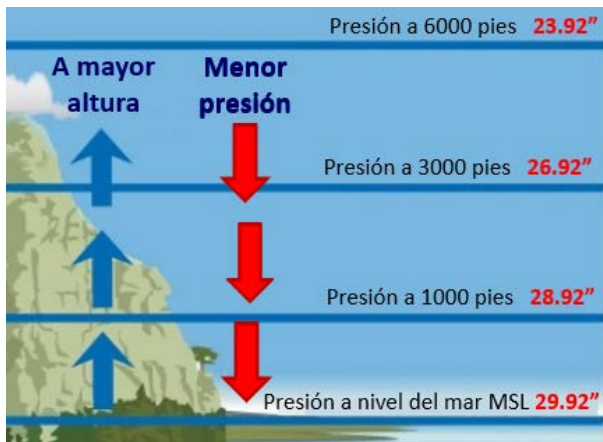 Presión a 6000 pies 23.92”
A mayor
altura
Menor
presión
Presión a 3000 pies 26.92”
Presión a 1000 pies 28.92”
Presión a nivel del mar MSL 29.92”